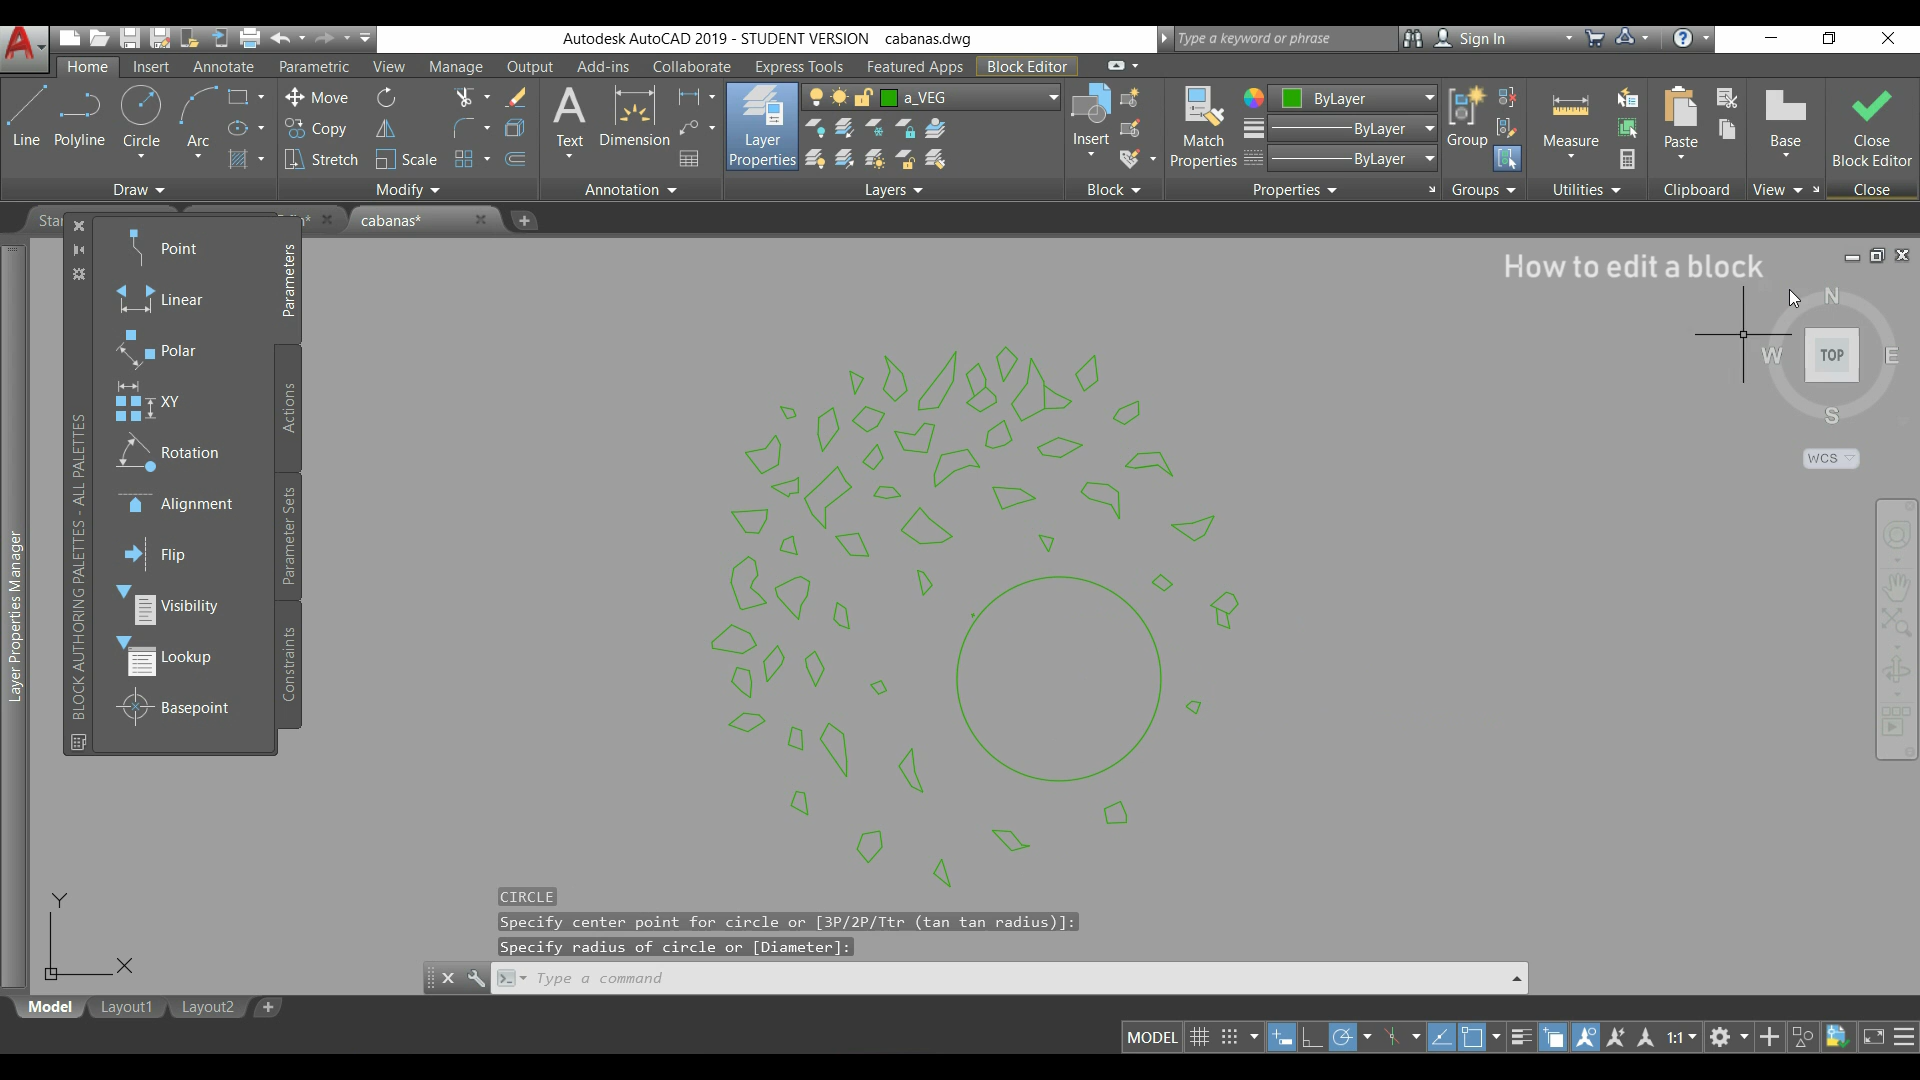 Autodesk AutoCAD 2019 - STUDENT VERSION cabanas.dwg
Type a keyword or phrase
Sign In
Home Insert Annotate Parametric View Manage Output Add-ins Collaborate Express Tools Featured Apps Block Editor
Line Polyline Circle Arc
Move
Copy
Stretch Scale
Text Dimension
Layer Properties
a_VEG
Insert
Match Properties
ByLayer
ByLayer
ByLayer
Group
Measure
Paste
Base
Close Block Editor
Draw Modify Annotation Layers Block Properties Groups Utilities Clipboard View Close
cabanas*
How to edit a block
Point
Linear
Polar
XY
Rotation
Alignment
Flip
Visibility
Lookup
Basepoint
Parameters
Actions
Parameter Sets
Constraints
BLOCK AUTHORING PALETTES - ALL PALETTES
Layer Properties Manager
N
W TOP E
S
WCS
Y
X
CIRCLE
Specify center point for circle or [3P/2P/Ttr (tan tan radius)]:
Specify radius of circle or [Diameter]:
Type a command
Model Layout1 Layout2
MODEL 1:1